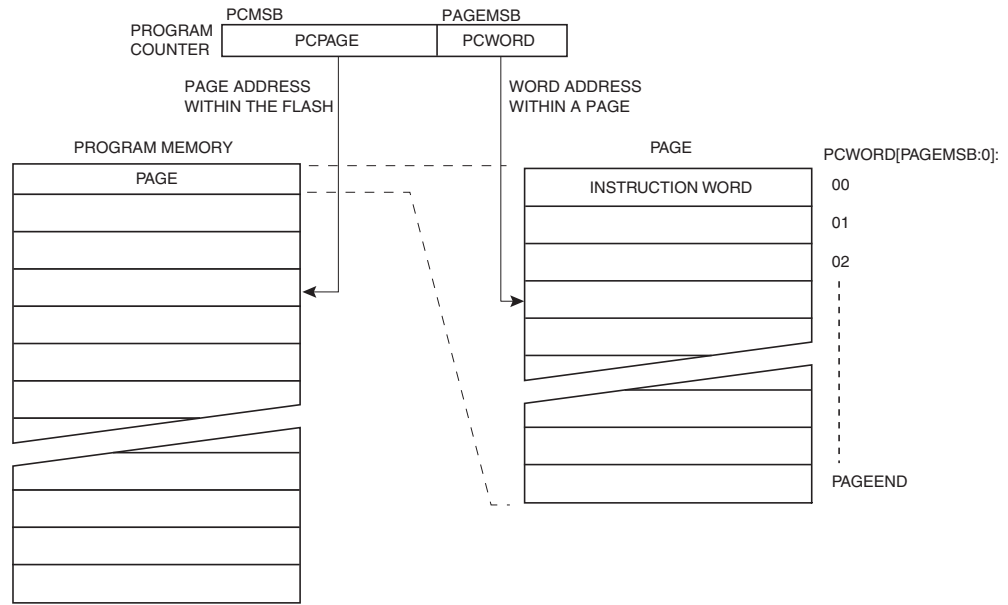 PCMSB PAGEMSB
PROGRAM
COUNTER
PCPAGE PCWORD
PAGE ADDRESS
WITHIN THE FLASH
WORD ADDRESS
WITHIN A PAGE
PROGRAM MEMORY
PAGE
PAGE
PCWORD[PAGEMSB:0]:
INSTRUCTION WORD
00
01
02
PAGEEND